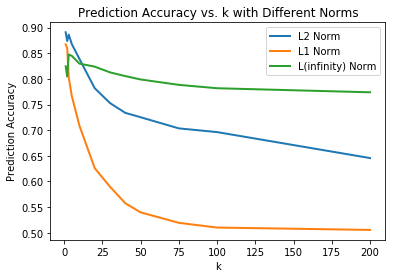 Prediction Accuracy vs. k with Different Norms
L2 Norm
L1 Norm
L(infinity) Norm
Prediction Accuracy
0.90
0.85
0.80
0.75
0.70
0.65
0.60
0.55
0.50
0 25 50 75 100 125 150 175 200
k